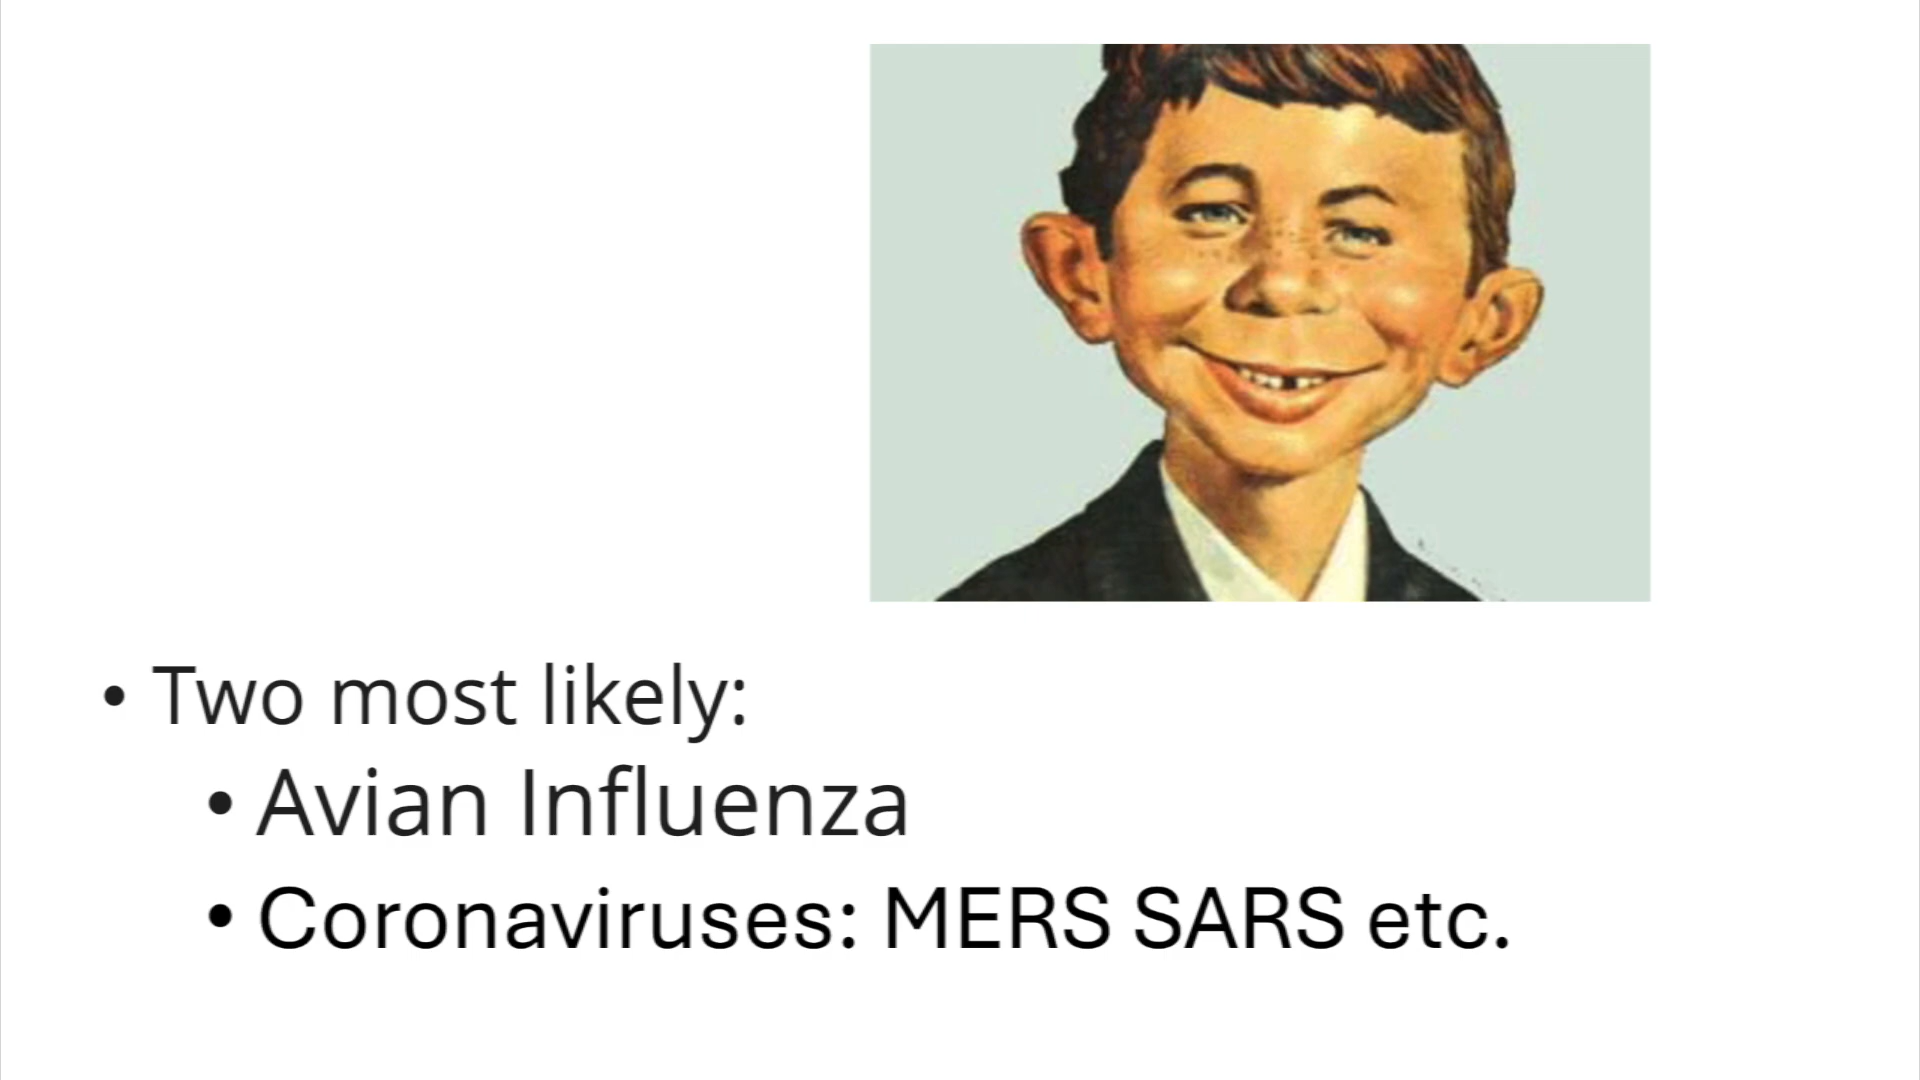 • Two most likely:
• Avian Influenza
• Coronaviruses: MERS SARS etc.